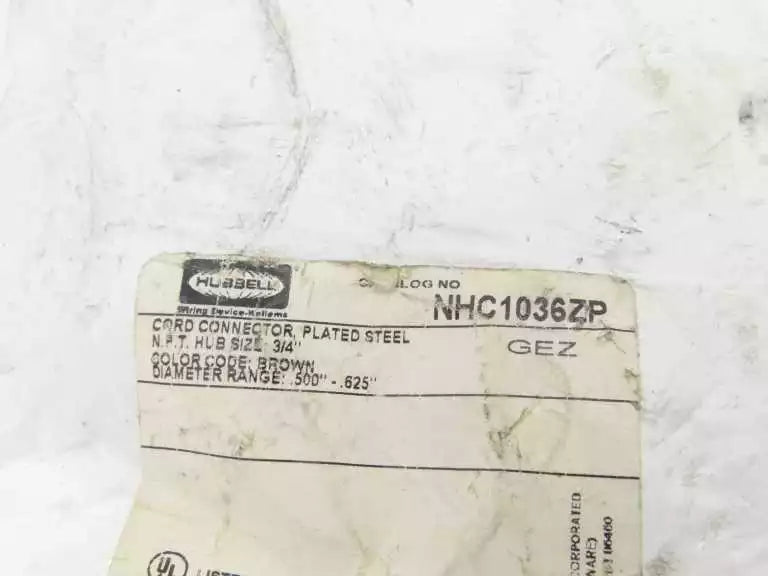 HUBBELL
Wiring Device-Kellems
NO
NHC1036ZP
GEZ
CORD CONNECTOR, PLATED STEEL
N.P.T. HUB SIZE: 3/4"
COLOR CODE: BROWN
DIAMETER RANGE: .500" - .625"
UL